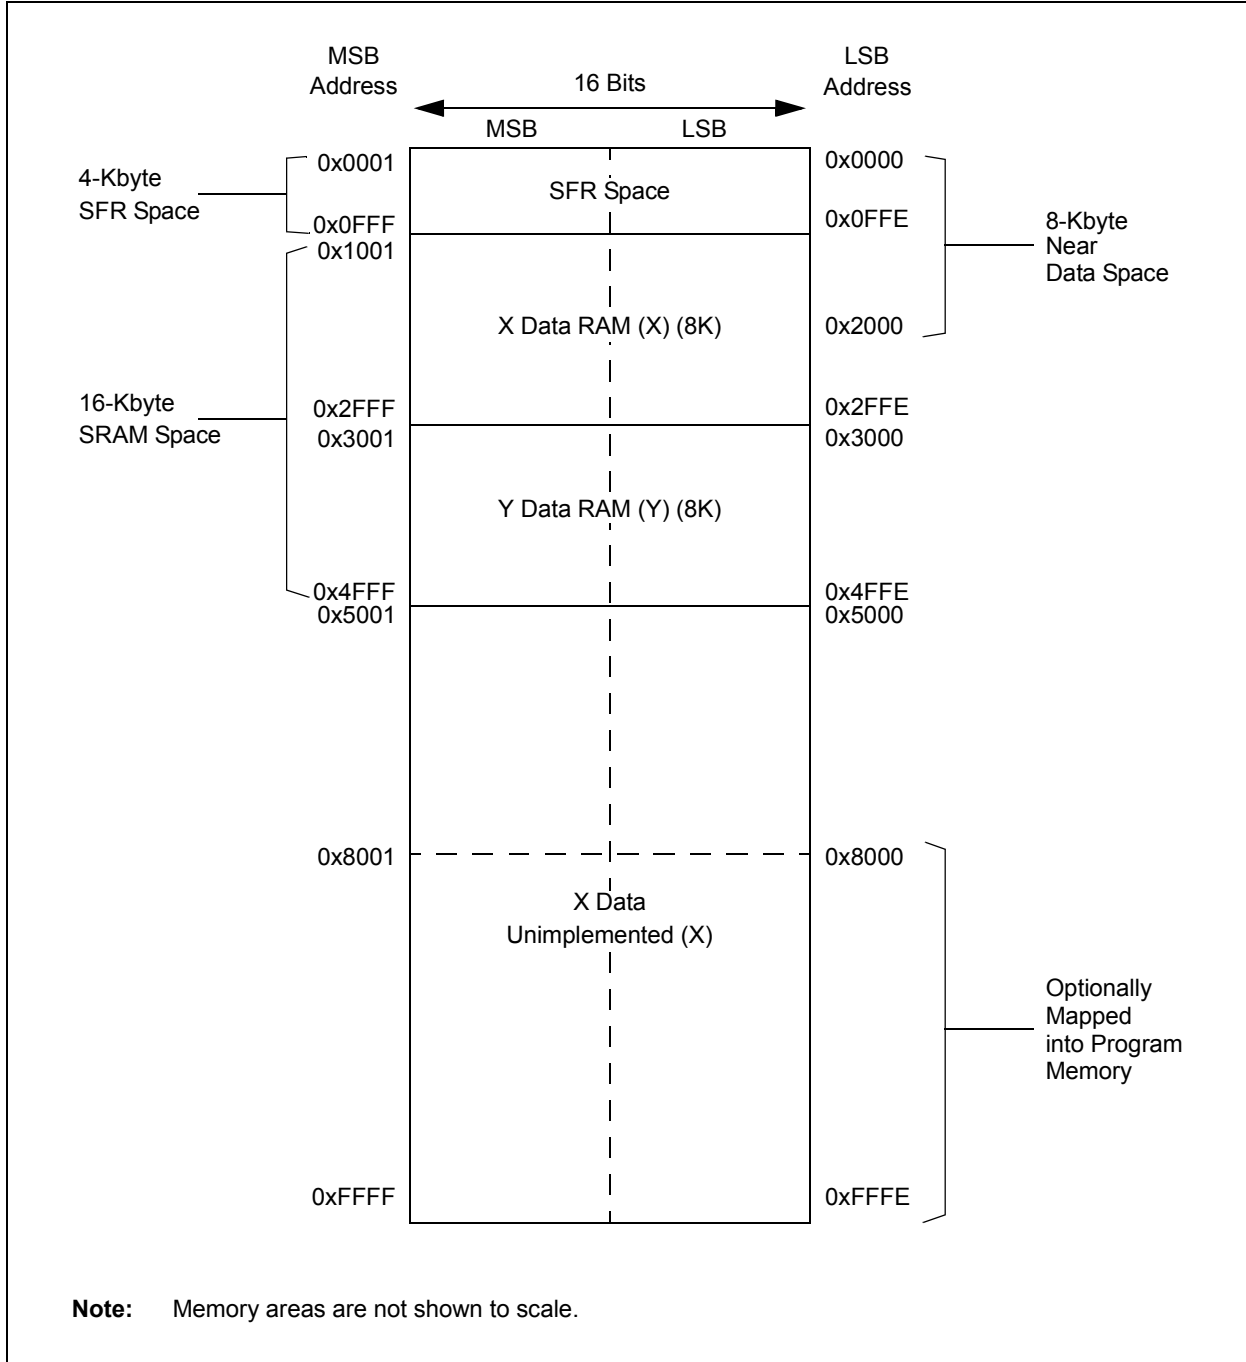 MSB
Address
16 Bits
LSB
Address
MSB
LSB
0x0001
0x0000
4-Kbyte
SFR Space
SFR Space
0x0FFF
0x0FFE
0x1001
8-Kbyte
Near
Data Space
X Data RAM (X) (8K)
0x2000
16-Kbyte
SRAM Space
0x2FFF
0x2FFE
0x3001
0x3000
Y Data RAM (Y) (8K)
0x4FFF
0x4FFE
0x5001
0x5000
0x8001
0x8000
X Data
Unimplemented (X)
Optionally
Mapped
into Program
Memory
0xFFFF
0xFFFE
Note: Memory areas are not shown to scale.